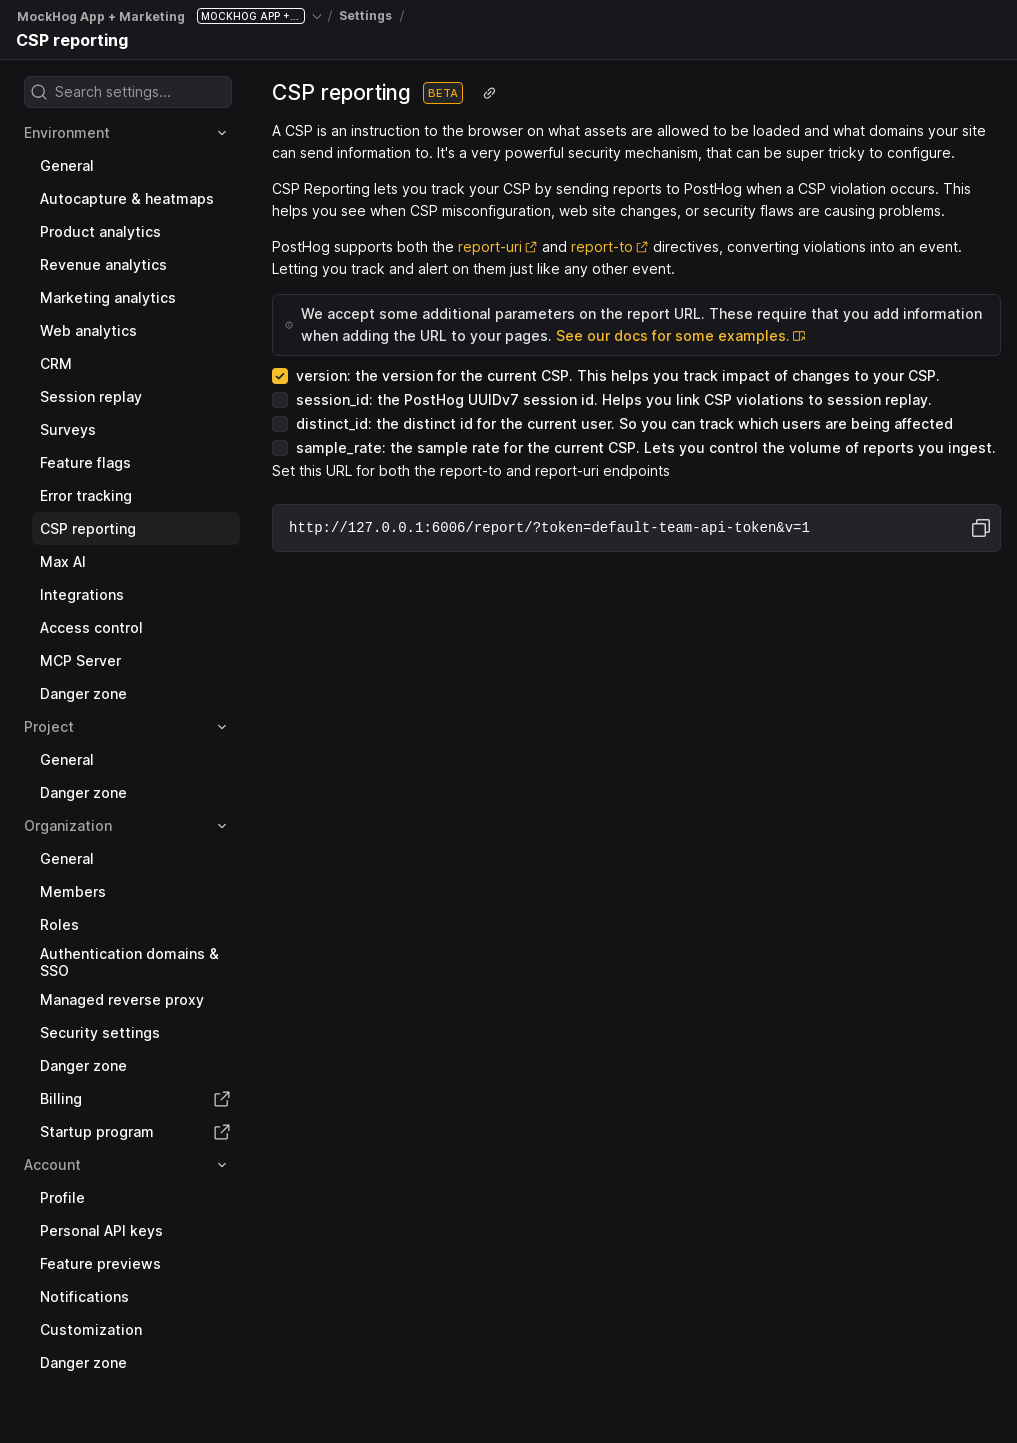 MockHog App + Marketing MOCKHOG APP +... / Settings /
CSP reporting
Search settings...
Environment
General
Autocapture & heatmaps
Product analytics
Revenue analytics
Marketing analytics
Web analytics
CRM
Session replay
Surveys
Feature flags
Error tracking
CSP reporting
Max AI
Integrations
Access control
MCP Server
Danger zone
Project
General
Danger zone
Organization
General
Members
Roles
Authentication domains &
SSO
Managed reverse proxy
Security settings
Danger zone
Billing
Startup program
Account
Profile
Personal API keys
Feature previews
Notifications
Customization
Danger zone
CSP reporting BETA
A CSP is an instruction to the browser on what assets are allowed to be loaded and what domains your site
can send information to. It's a very powerful security mechanism, that can be super tricky to configure.
CSP Reporting lets you track your CSP by sending reports to PostHog when a CSP violation occurs. This
helps you see when CSP misconfiguration, web site changes, or security flaws are causing problems.
PostHog supports both the report-uri and report-to directives, converting violations into an event.
Letting you track and alert on them just like any other event.
We accept some additional parameters on the report URL. These require that you add information
when adding the URL to your pages. See our docs for some examples.
version: the version for the current CSP. This helps you track impact of changes to your CSP.
session_id: the PostHog UUIDv7 session id. Helps you link CSP violations to session replay.
distinct_id: the distinct id for the current user. So you can track which users are being affected
sample_rate: the sample rate for the current CSP. Lets you control the volume of reports you ingest.
Set this URL for both the report-to and report-uri endpoints
http://127.0.0.1:6006/report/?token=default-team-api-token&v=1